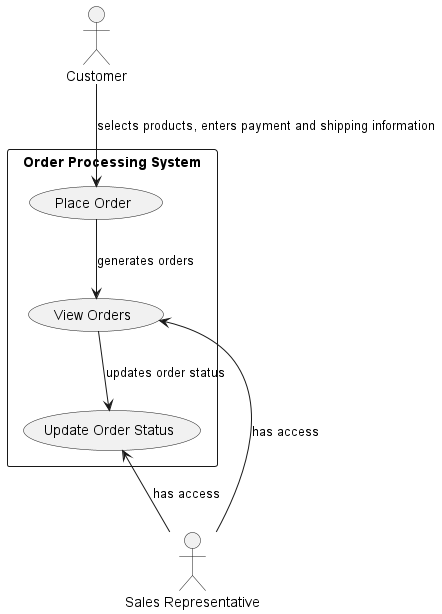 Customer
selects products, enters payment and shipping information
Order Processing System
Place Order
generates orders
View Orders
updates order status
Update Order Status
has access
has access
Sales Representative